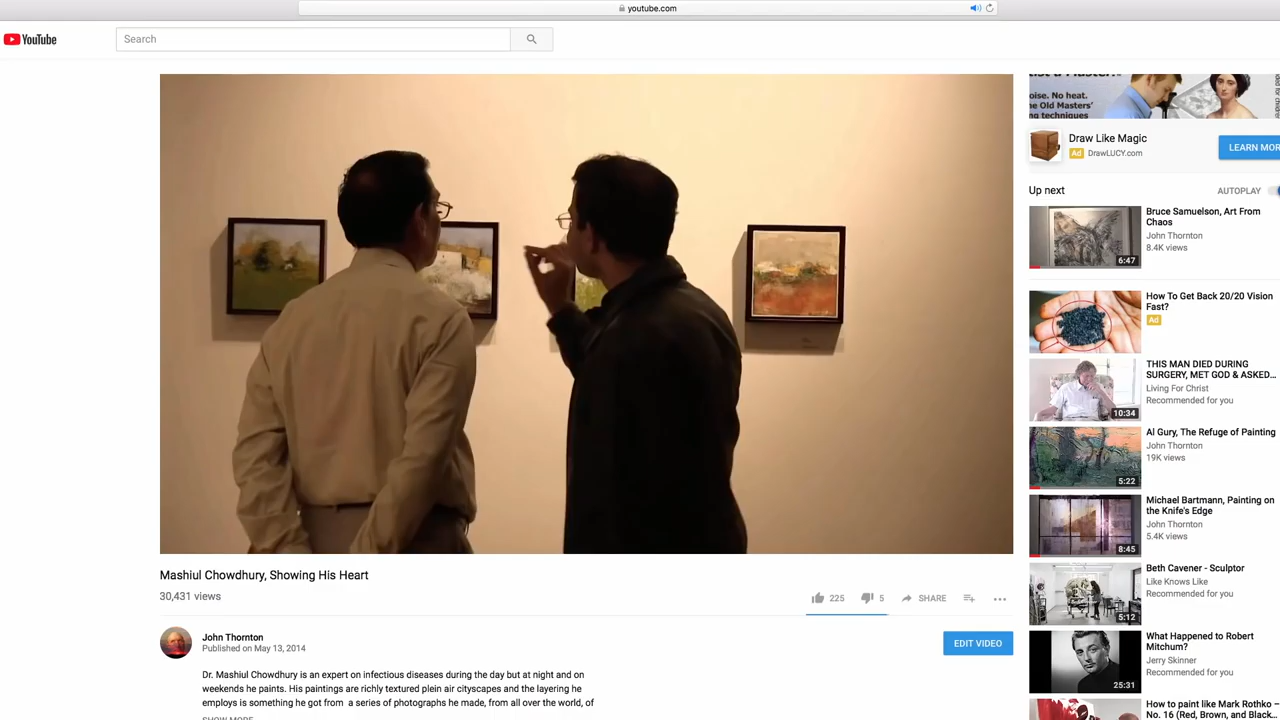 youtube.com
YouTube
Search
oise. No heat.
he Old Masters'
ng techniques
Draw Like Magic
Ad DrawLUCY.com
LEARN MOR
Up next
AUTOPLAY
Bruce Samuelson, Art From
Chaos
John Thornton
8.4K views
6:47
How To Get Back 20/20 Vision
Fast?
Ad
THIS MAN DIED DURING
SURGERY, MET GOD & ASKED...
Living For Christ
Recommended for you
10:34
Al Gury, The Refuge of Painting
John Thornton
19K views
5:22
Michael Bartmann, Painting on
the Knife's Edge
John Thornton
5.4K views
8:45
Beth Cavener - Sculptor
Like Knows Like
Recommended for you
5:12
What Happened to Robert
Mitchum?
Jerry Skinner
Recommended for you
25:31
How to paint like Mark Rothko –
No. 16 (Red, Brown, and Black...
Mashiul Chowdhury, Showing His Heart
30,431 views
225
5
SHARE
John Thornton
Published on May 13, 2014
EDIT VIDEO
Dr. Mashiul Chowdhury is an expert on infectious diseases during the day but at night and on
weekends he paints. His paintings are richly textured plein air cityscapes and the layering he
employs is something he got from a series of photographs he made, from all over the world, of
SHOW MORE